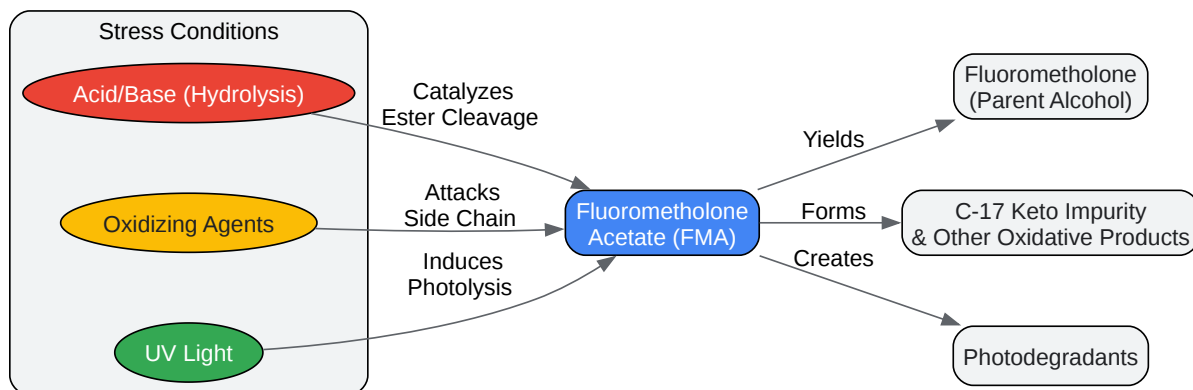 Stress Conditions
Acid/Base (Hydrolysis)
Oxidizing Agents
UV Light
Catalyzes
Ester Cleavage
Attacks
Side Chain
Induces
Photolysis
Fluorometholone
Acetate (FMA)
Yields
Forms
Creates
Fluorometholone
(Parent Alcohol)
C-17 Keto Impurity
& Other Oxidative Products
Photodegradants